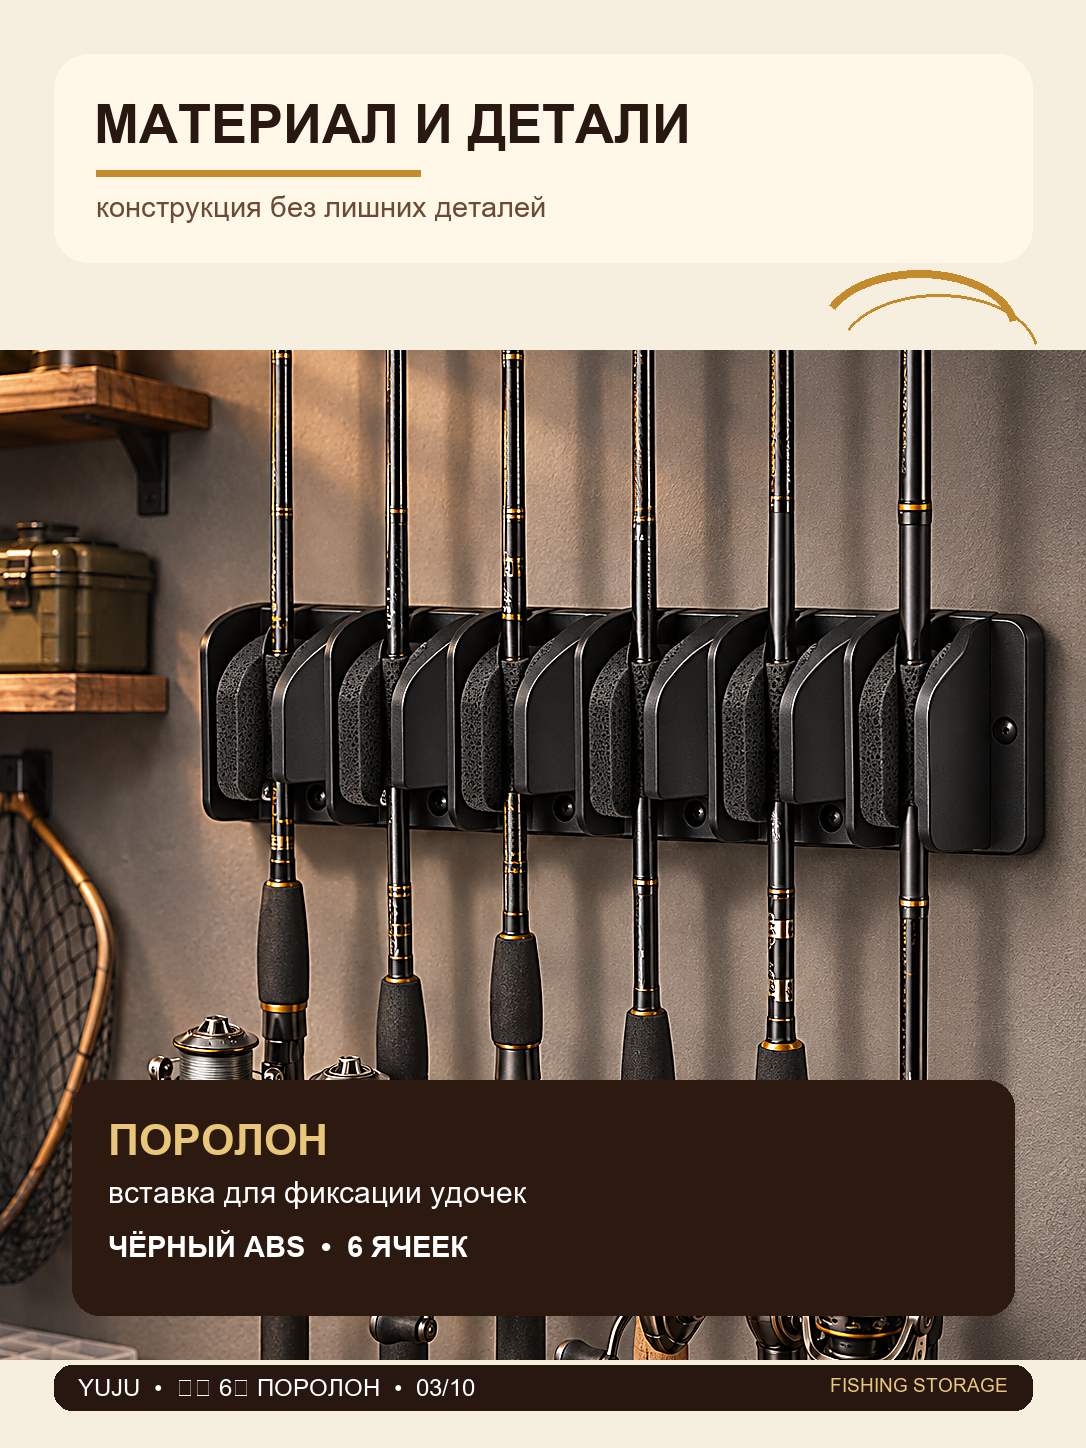 МАТЕРИАЛ И ДЕТАЛИ
конструкция без лишних деталей
ПОРОЛОН
вставка для фиксации удочек
ЧЁРНЫЙ ABS • 6 ЯЧЕЕК
YUJU • □□ 6□ ПОРОЛОН • 03/10
FISHING STORAGE